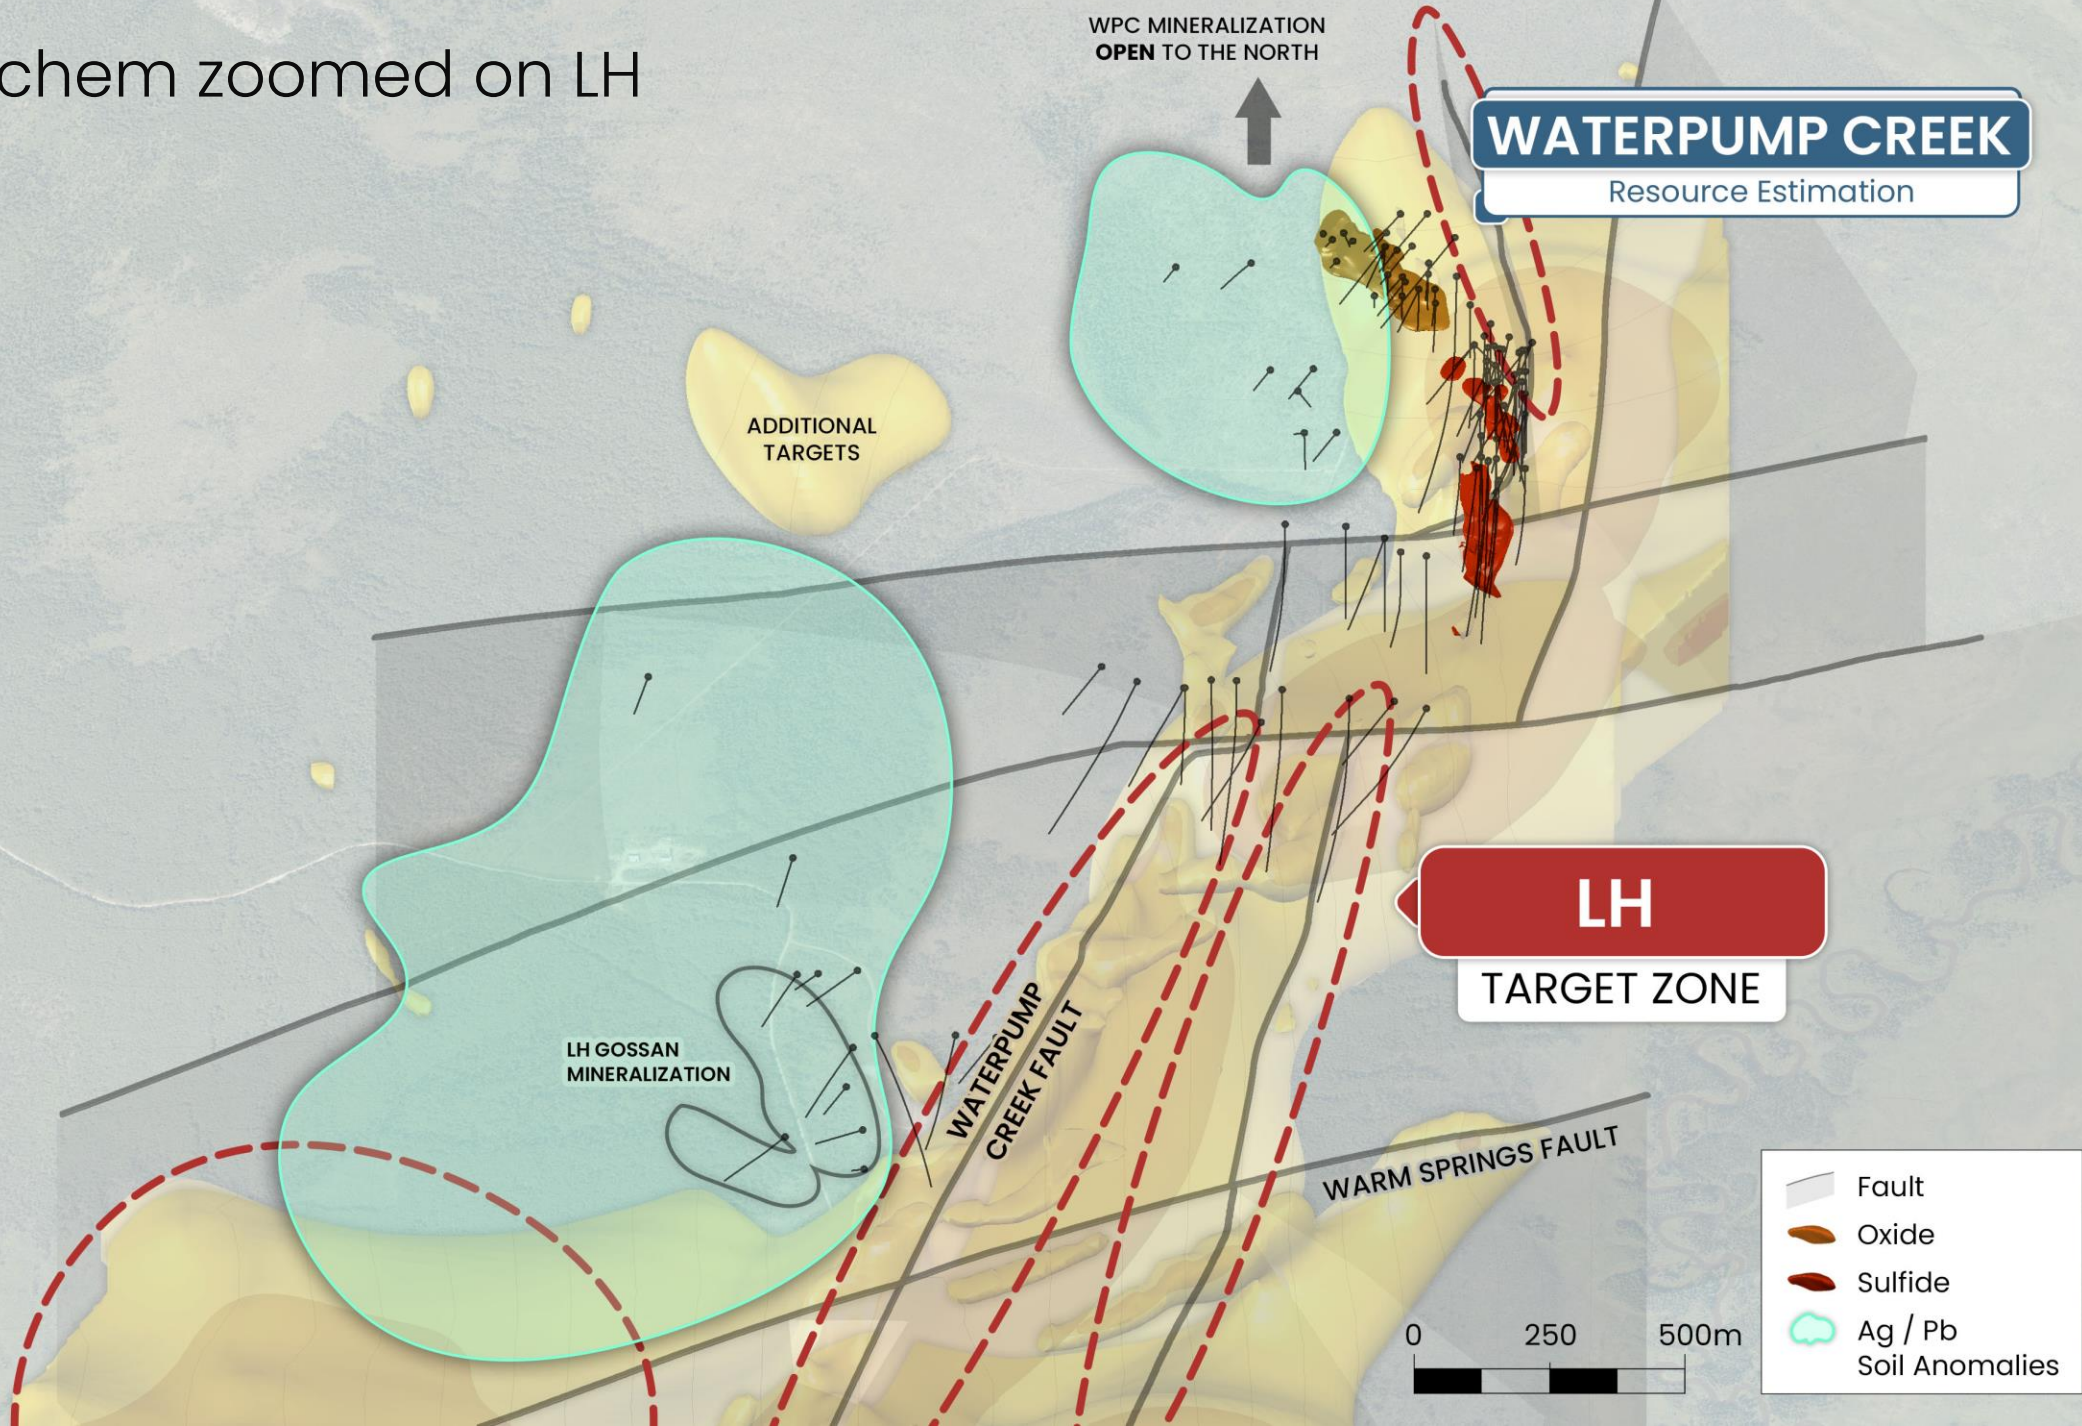 chem zoomed on LH
WPC MINERALIZATION
OPEN TO THE NORTH
WATERPUMP CREEK
Resource Estimation
ADDITIONAL
TARGETS
LH
TARGET ZONE
LH GOSSAN
MINERALIZATION
WATERPUMP
CREEK FAULT
WARM SPRINGS FAULT
Fault
Oxide
Sulfide
Ag / Pb
Soil Anomalies
0 250 500m